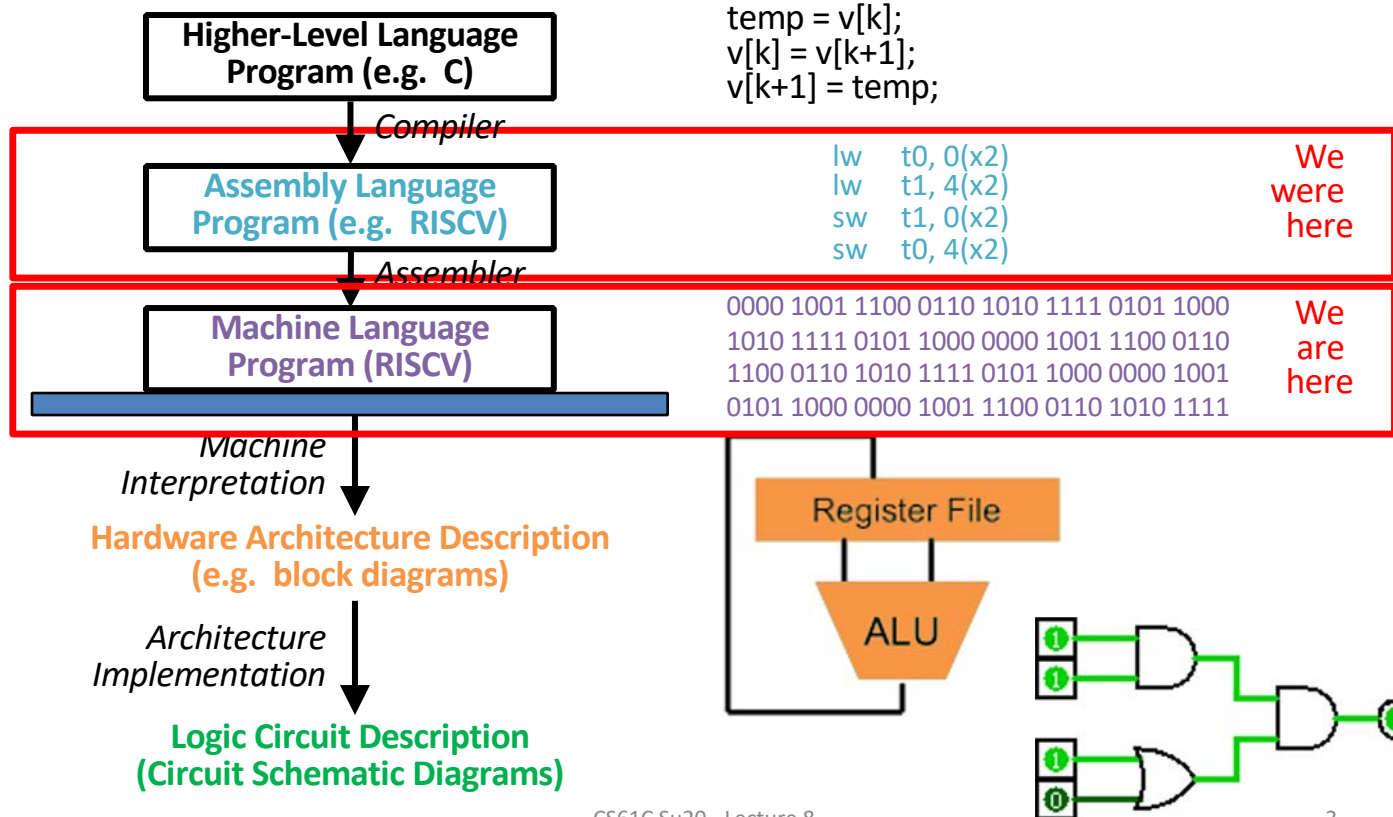 Higher-Level Language
Program (e.g. C)
temp = v[k];
v[k] = v[k+1];
v[k+1] = temp;
Compiler
Assembly Language
Program (e.g. RISCV)
lw t0, 0(x2)
lw t1, 4(x2)
sw t1, 0(x2)
sw t0, 4(x2)
We
were
here
Assembler
Machine Language
Program (RISCV)
0000 1001 1100 0110 1010 1111 0101 1000
1010 1111 0101 1000 0000 1001 1100 0110
1100 0110 1010 1111 0101 1000 0000 1001
0101 1000 0000 1001 1100 0110 1010 1111
We
are
here
Machine
Interpretation
Register File
ALU
Hardware Architecture Description
(e.g. block diagrams)
Architecture
Implementation
1
1
1
0
Logic Circuit Description
(Circuit Schematic Diagrams)
CS61C Su20 - Lecture 8